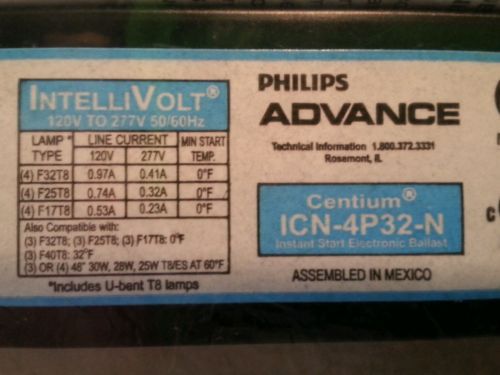 INTELLIVOLT®
120V TO 277V 50/60Hz
LAMP* TYPE LINE CURRENT 120V 277V MIN START TEMP.
(4) F32T8 0.97A 0.41A 0°F
(4) F25T8 0.74A 0.32A 0°F
(4) F17T8 0.53A 0.23A 0°F
Also Compatible with:
(3) F32T8; (3) F25T8; (3) F17T8: 0°F
(3) F40T8: 32°F
(3) OR (4) 48" 30W, 28W, 25W T8/ES AT 60°F
*Includes U-bent T8 lamps
PHILIPS
ADVANCE
Technical Information 1.800.372.3331
Rosemont, IL
Centium®
ICN-4P32-N
Instant Start Electronic Ballast
ASSEMBLED IN MEXICO